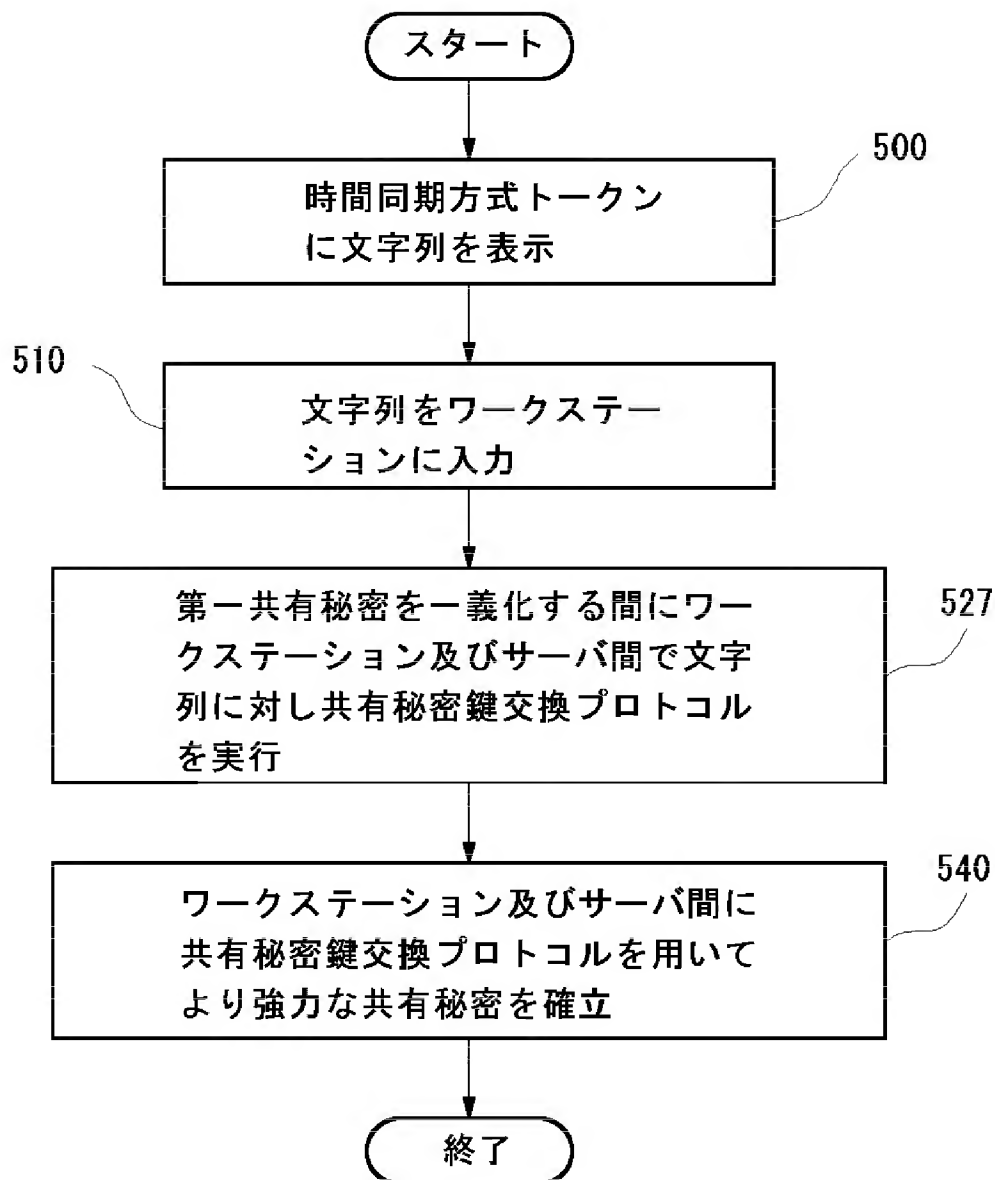 スタート
500
時間同期方式トークン
に文字列を表示
510
文字列をワークステー
ションに入力
527
第一共有秘密を一義化する間にワー
クステーション及びサーバ間で文字
列に対し共有秘密鍵交換プロトコル
を実行
540
ワークステーション及びサーバ間に
共有秘密鍵交換プロトコルを用いて
より強力な共有秘密を確立
終了